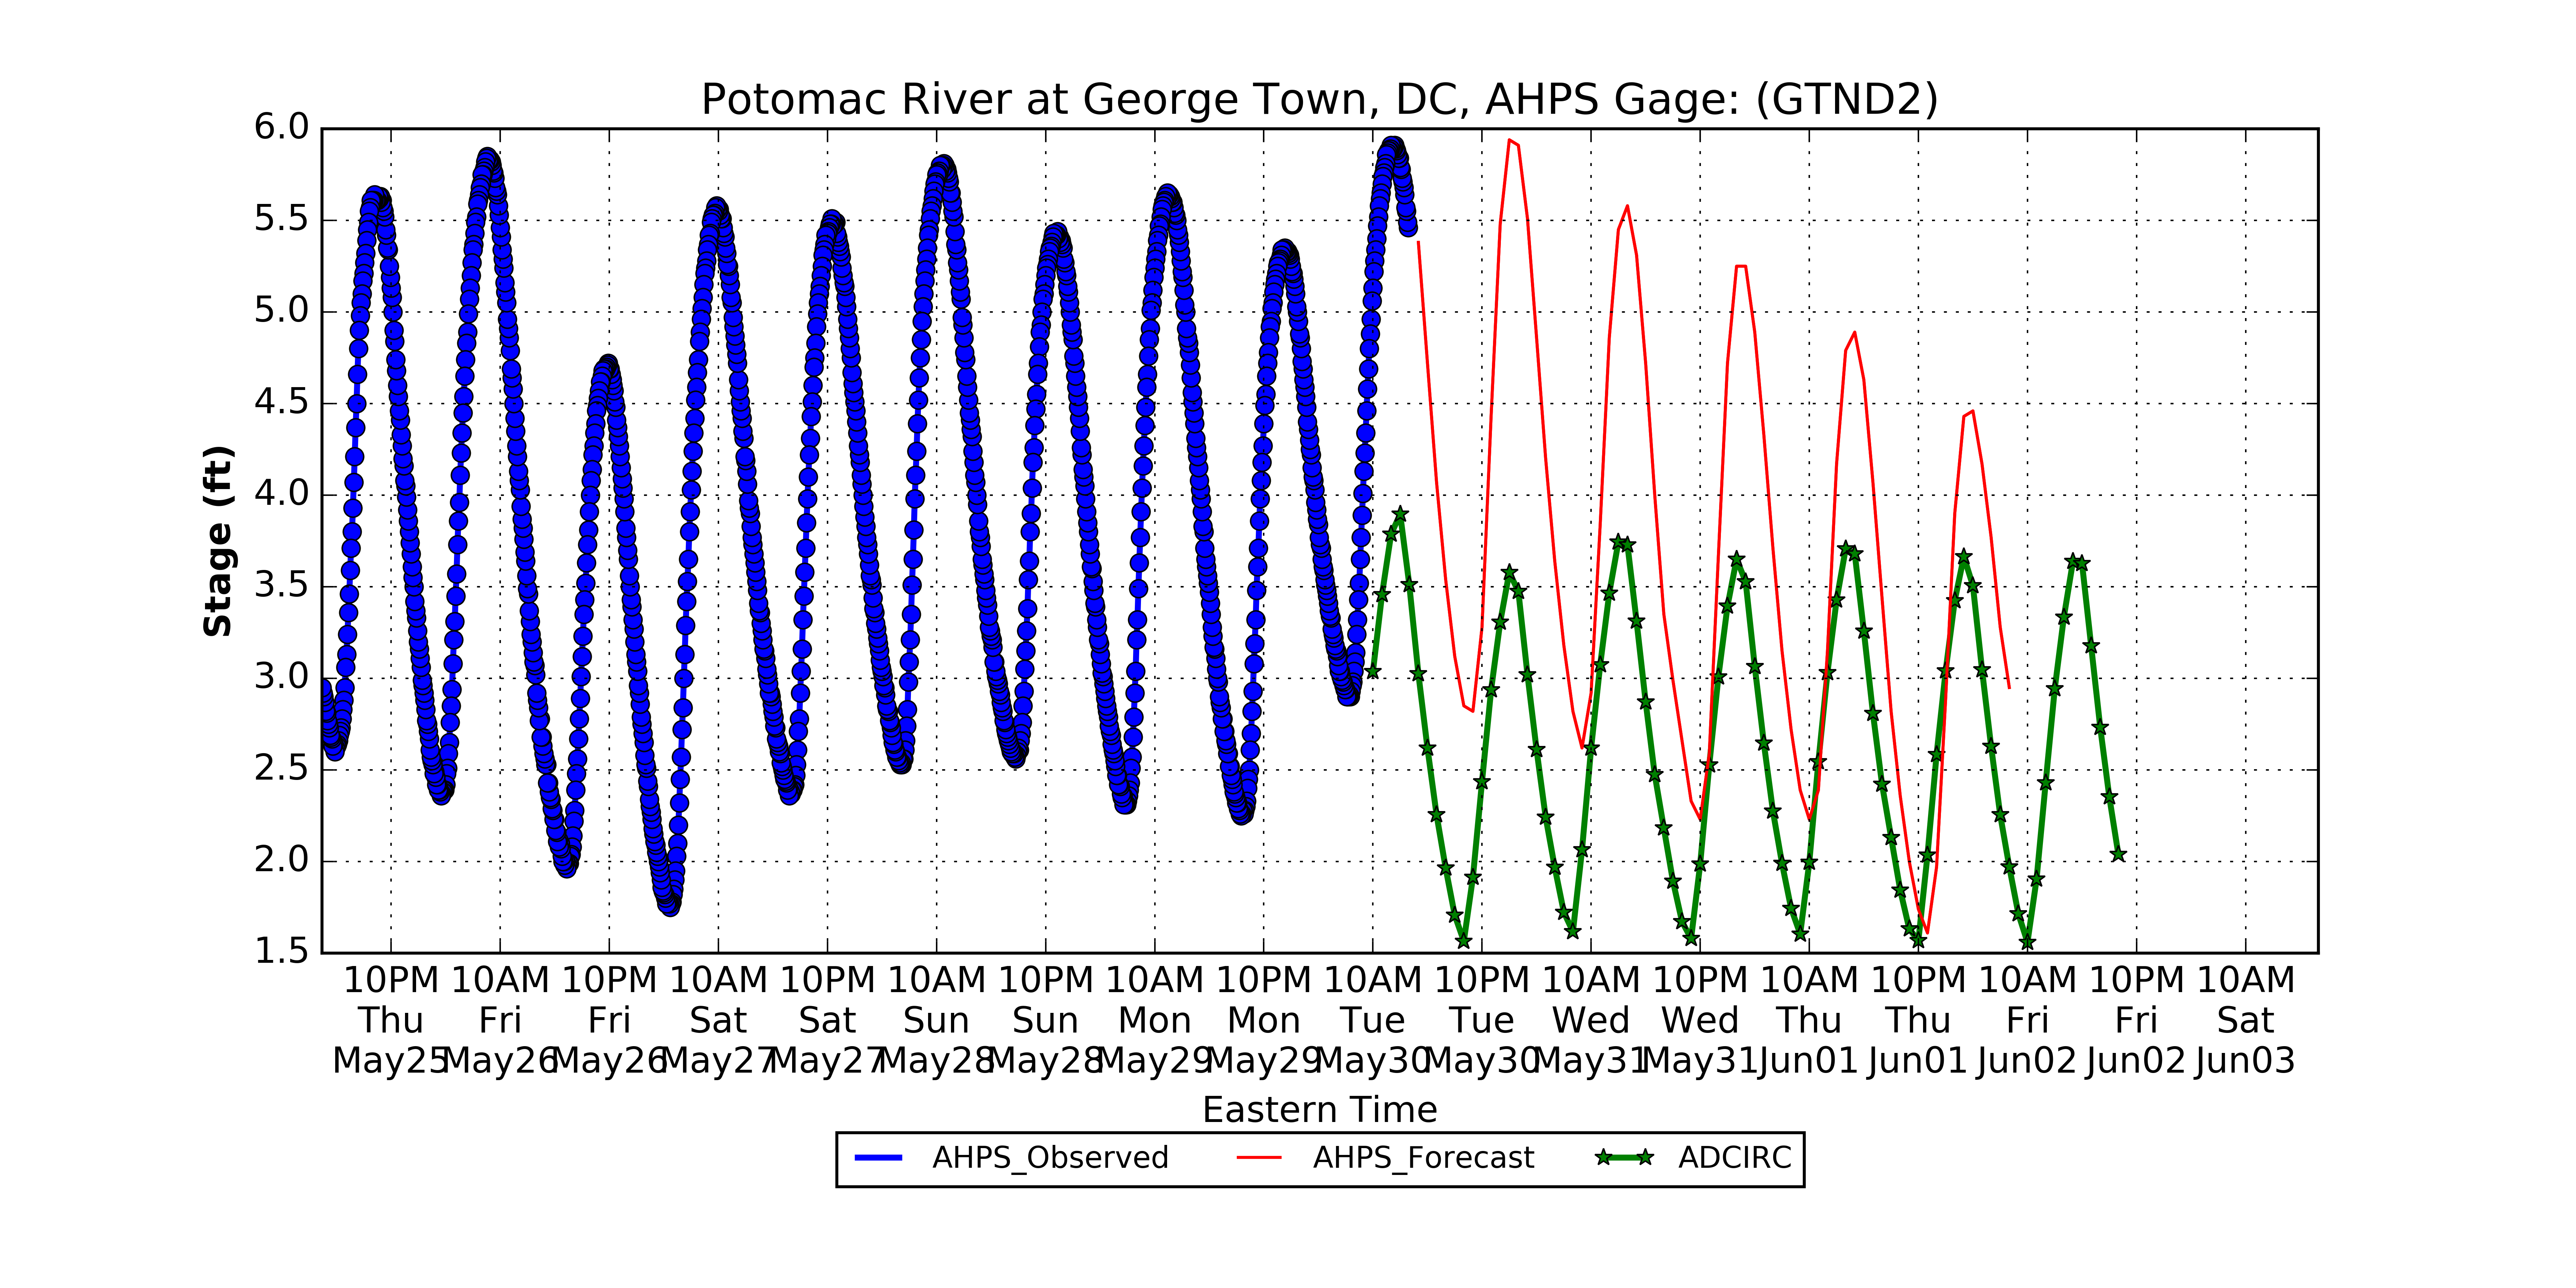 Potomac River at George Town, DC, AHPS Gage: (GTND2)
6.0
5.5
5.0
4.5
4.0
3.5
3.0
2.5
2.0
1.5
Stage (ft)
10PM 10AM 10PM 10AM 10PM 10AM 10PM 10AM 10PM 10AM 10PM 10AM 10PM 10AM 10PM 10AM 10PM 10AM
Thu Fri Fri Sat Sat Sun Sun Mon Mon Tue Tue Wed Wed Thu Thu Fri Fri Sat
May25 May26 May26 May27 May27 May28 May28 May29 May29 May30 May30 May31 May31 Jun01 Jun01 Jun02 Jun02 Jun03
Eastern Time
AHPS_Observed AHPS_Forecast ADCIRC